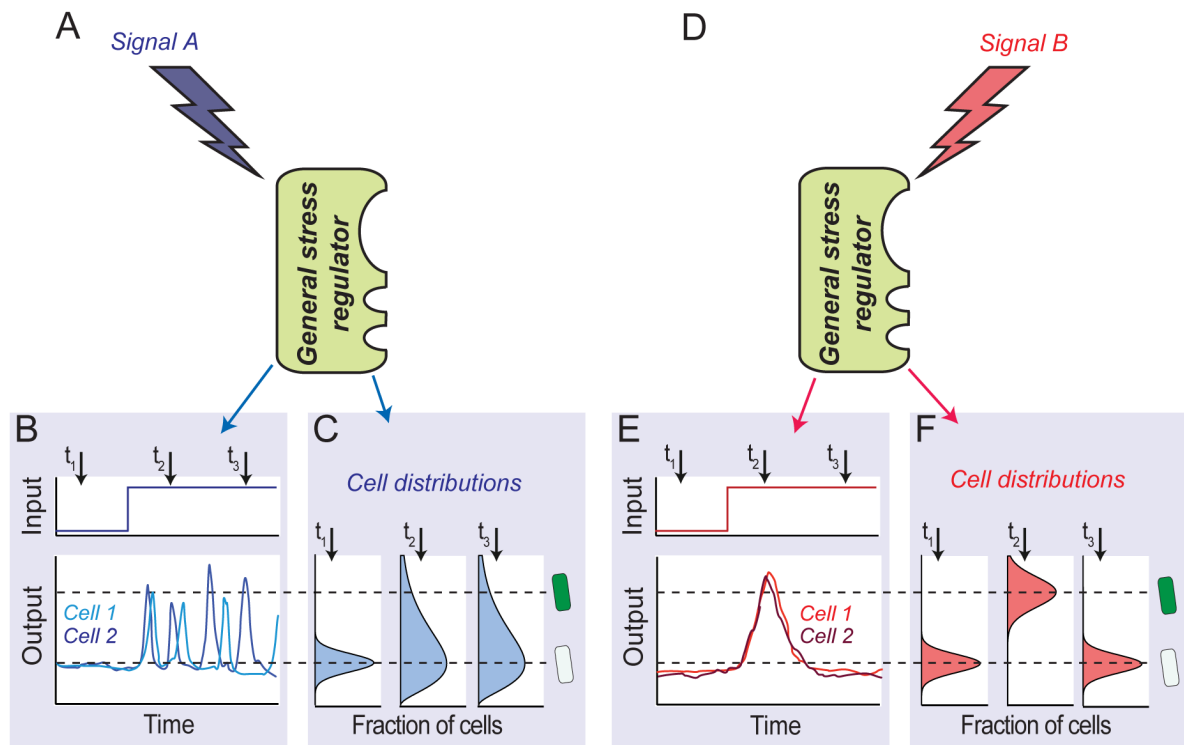 A
Signal A
General stress
regulator
B
t1
t2
t3
Input
Output
Cell 1
Cell 2
Time
C
Cell distributions
t1
t2
t3
Fraction of cells
D
Signal B
General stress
regulator
E
t1
t2
t3
Input
Output
Cell 1
Cell 2
Time
F
Cell distributions
t1
t2
t3
Fraction of cells